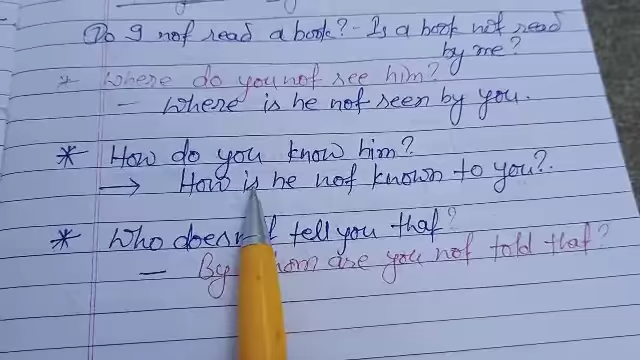 Do I not read a book? - Is a book not read
by me?
* Where do you not see him?
- Where is he not seen by you.
* How do you know him?
→ How is he not known to you?
* Who doesn't tell you that?
- By whom are you not told that?